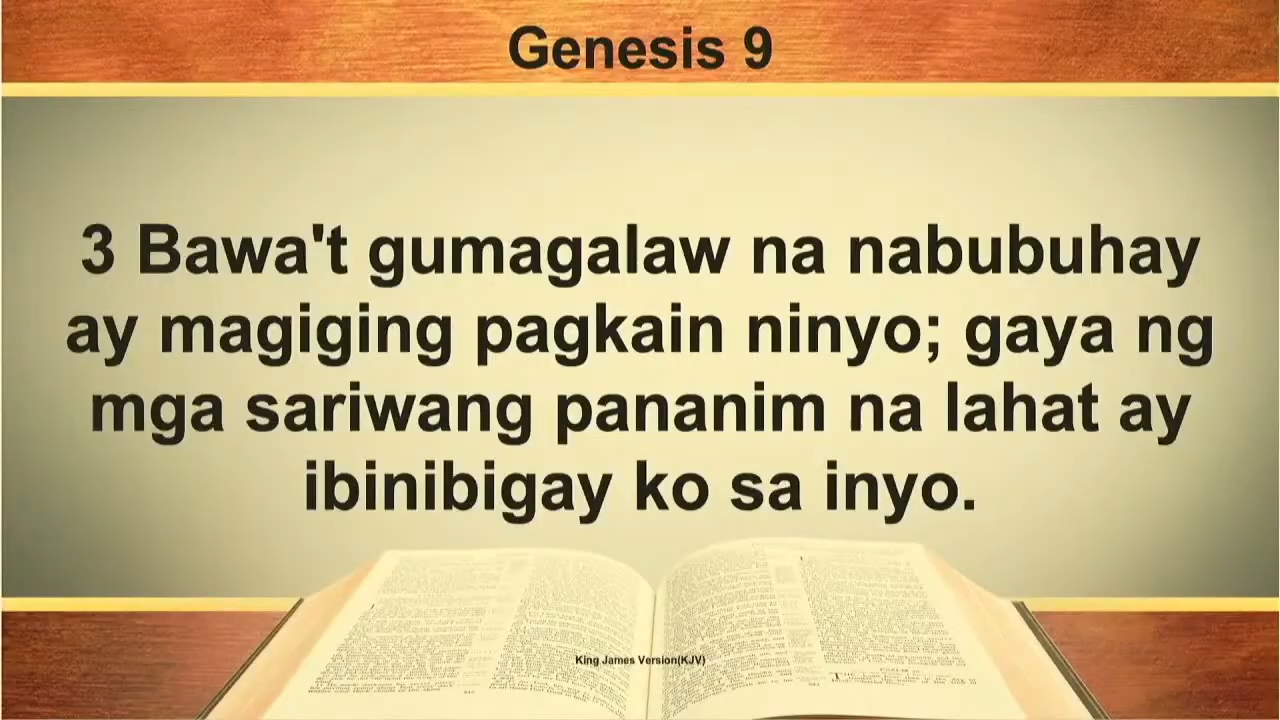 Genesis 9
3 Bawa't gumagalaw na nabubuhay
ay magiging pagkain ninyo; gaya ng
mga sariwang pananim na lahat ay
ibinibigay ko sa inyo.
King James Version(KJV)